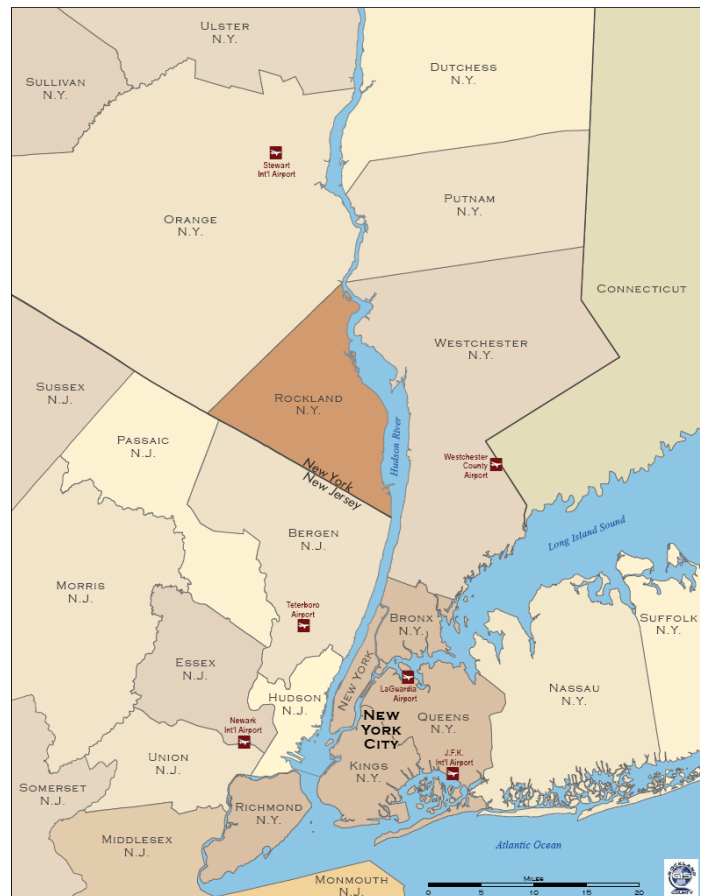 ULSTER
N.Y.
DUTCHESS
N.Y.
SULLIVAN
N.Y.
Stewart
Int'l Airport
PUTNAM
N.Y.
ORANGE
N.Y.
CONNECTICUT
WESTCHESTER
N.Y.
SUSSEX
N.J.
ROCKLAND
N.Y.
PASSAIC
N.J.
Hudson River
Westchester
County
Airport
New York
New Jersey
BERGEN
N.J.
Long Island Sound
MORRIS
N.J.
Teterboro
Airport
BRONX
N.Y.
SUFFOLK
N.Y.
ESSEX
N.J.
NEW YORK
HUDSON
N.J.
LaGuardia
Airport
NASSAU
N.Y.
NEW
YORK
CITY
QUEENS
N.Y.
Newark
Int'l Airport
J.F.K.
Int'l Airport
UNION
N.J.
KINGS
N.Y.
SOMERSET
N.J.
RICHMOND
N.Y.
MIDDLESEX
N.J.
Atlantic Ocean
MONMOUTH
N.J.
MILES
0 5 10 15 20
ROCKLAND
GIS
COUNTY